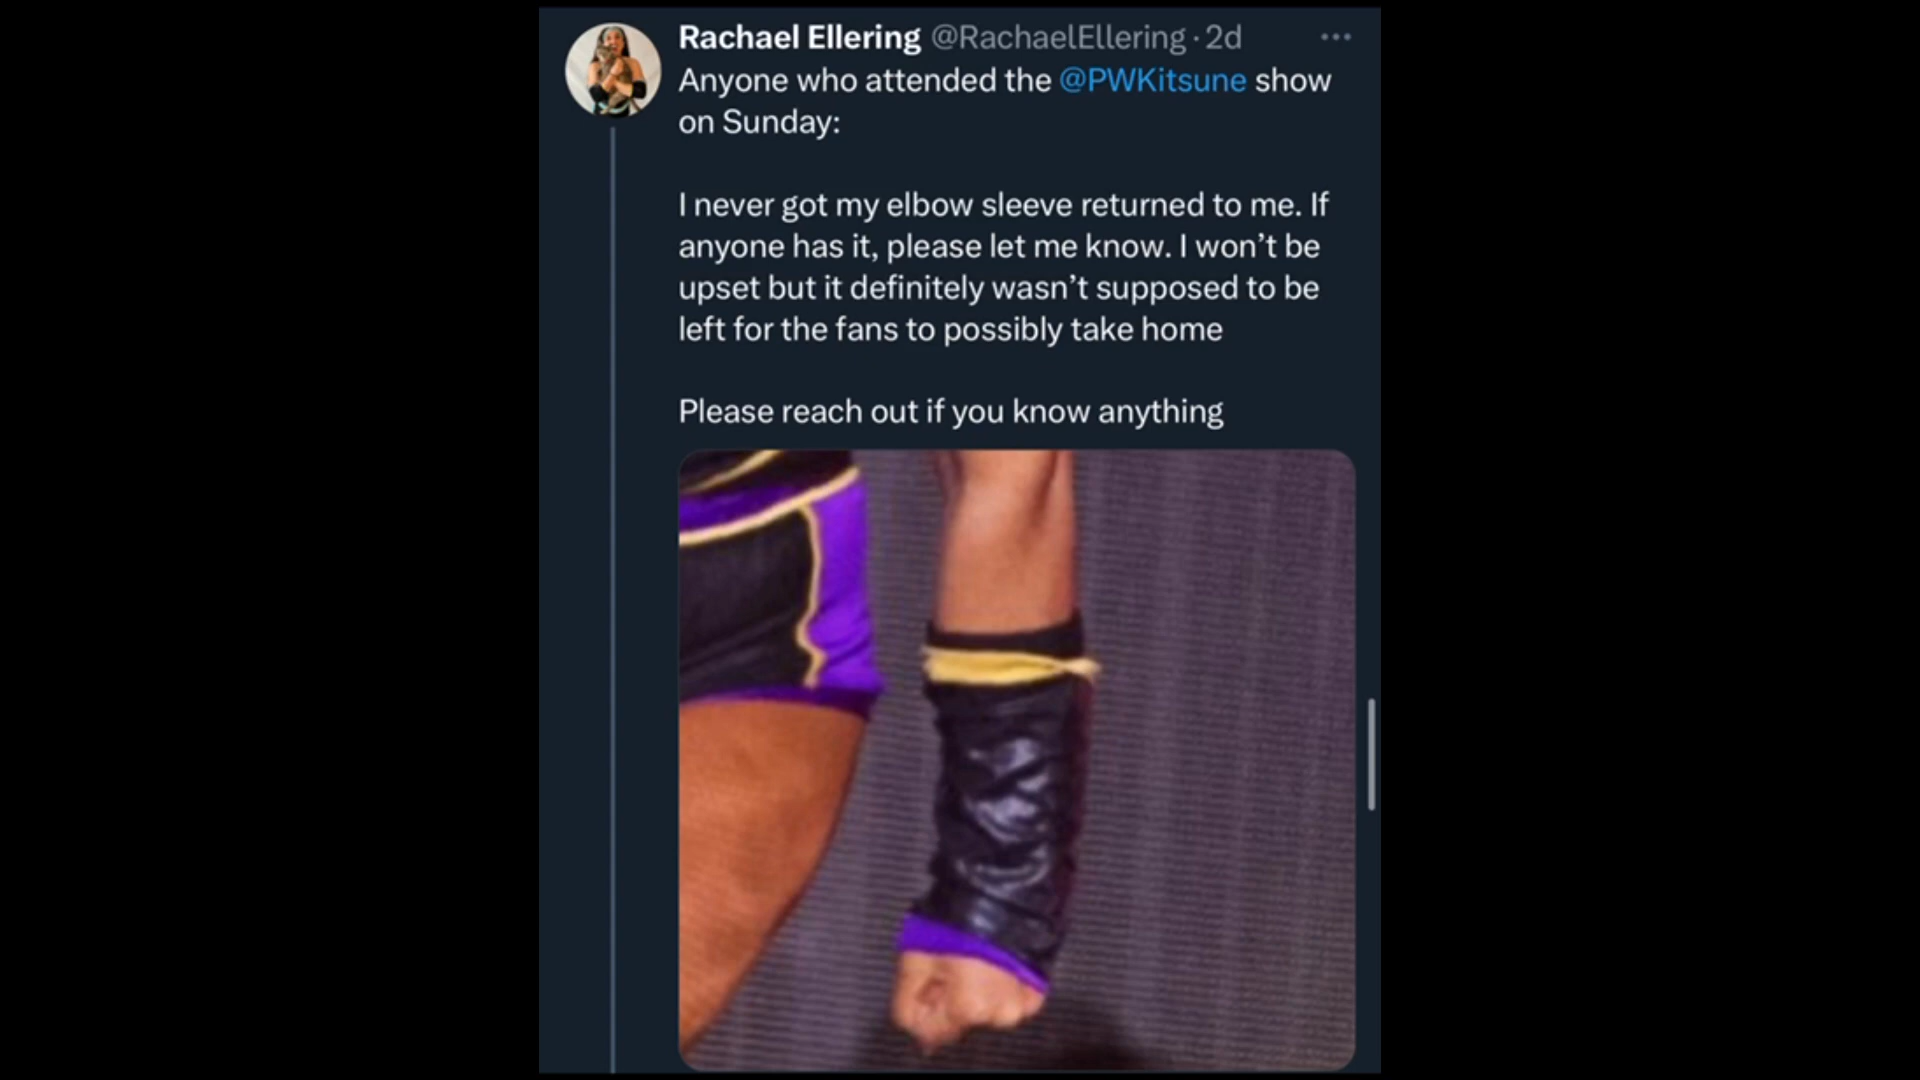 Rachael Ellering @RachaelEllering · 2d
Anyone who attended the @PWKitsune show
on Sunday:
I never got my elbow sleeve returned to me. If
anyone has it, please let me know. I won’t be
upset but it definitely wasn’t supposed to be
left for the fans to possibly take home
Please reach out if you know anything